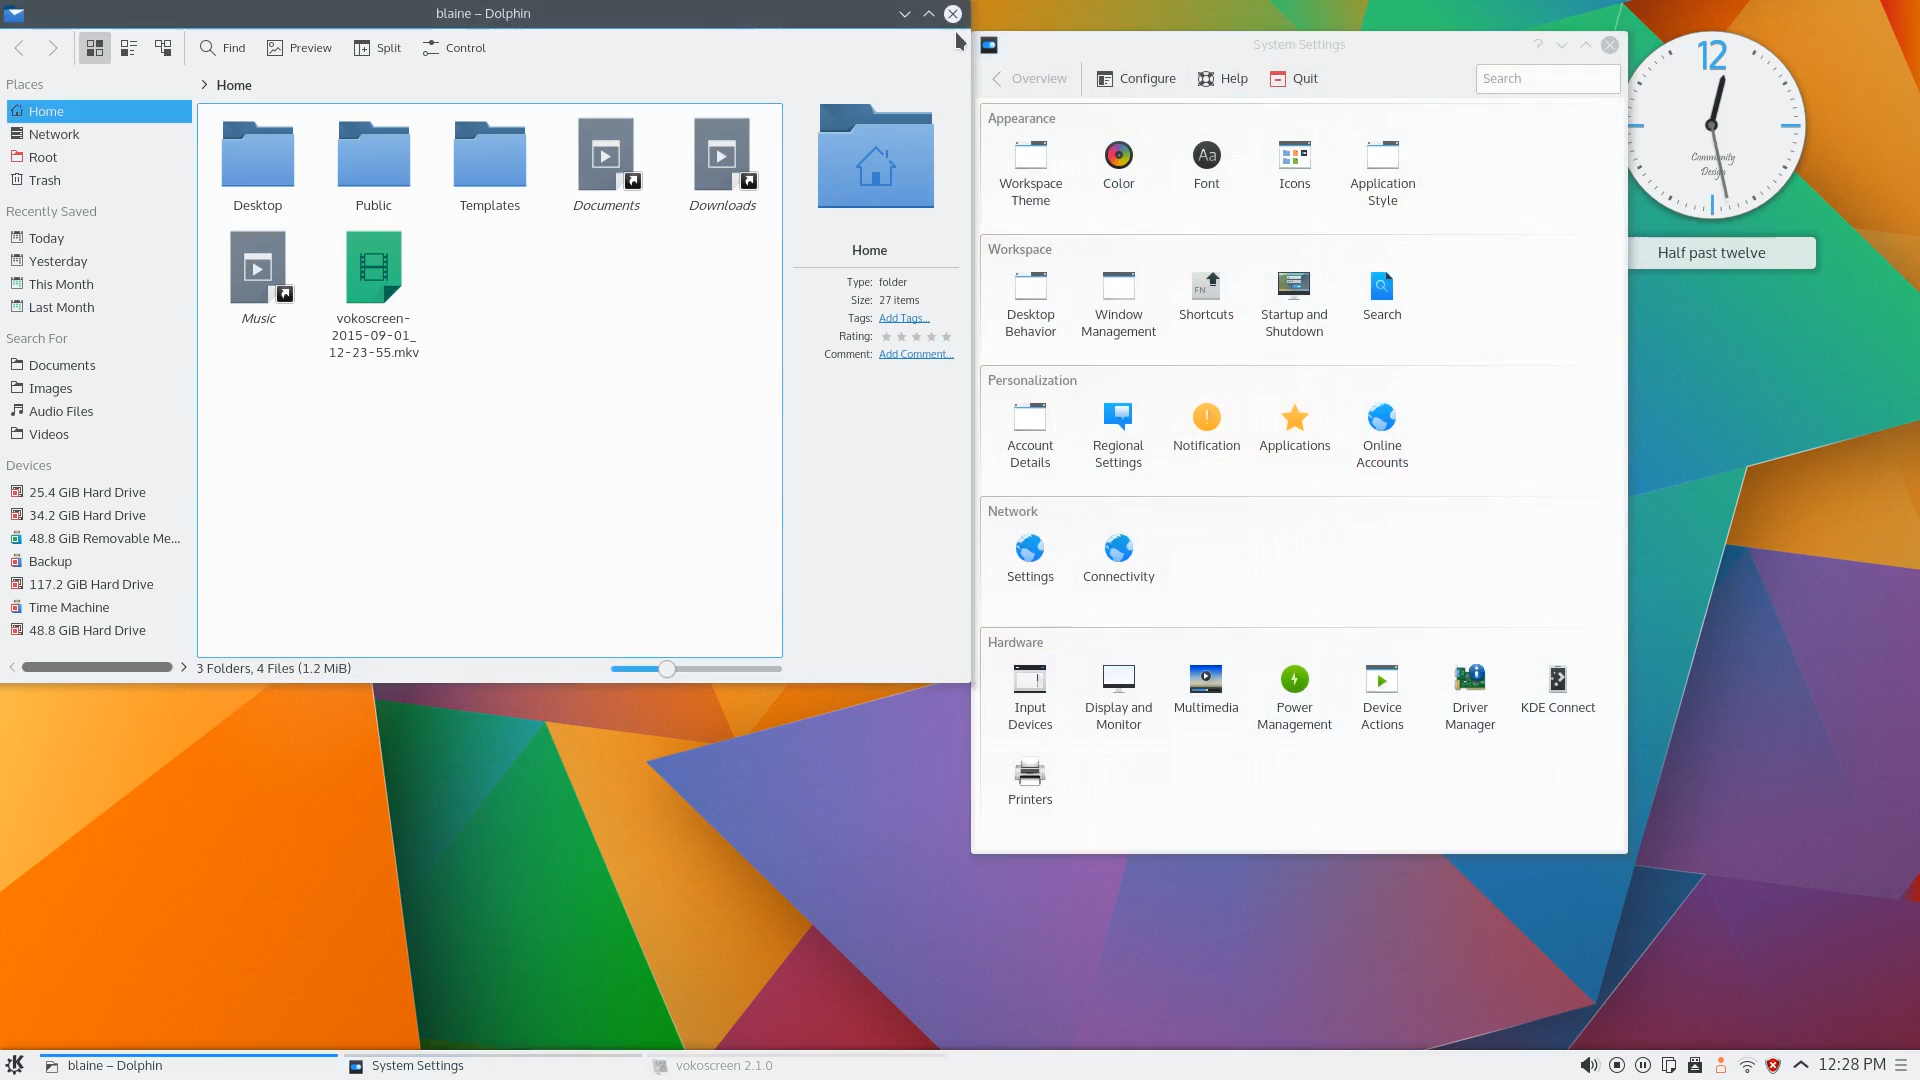 blaine – Dolphin
Find
Preview
Split
Control
Places
Home
Network
Root
Trash
Recently Saved
Today
Yesterday
This Month
Last Month
Search For
Documents
Images
Audio Files
Videos
Devices
25.4 GiB Hard Drive
34.2 GiB Hard Drive
48.8 GiB Removable Me...
Backup
117.2 GiB Hard Drive
Time Machine
48.8 GiB Hard Drive
Home
Desktop
Public
Templates
Documents
Downloads
Music
vokoscreen-
2015-09-01_
12-23-55.mkv
3 Folders, 4 Files (1.2 MiB)
Home
Type: folder
Size: 27 items
Tags: Add Tags...
Rating:
Comment: Add Comment...
System Settings
Overview
Configure
Help
Quit
Search
Appearance
Workspace
Theme
Color
Aa
Font
Icons
Application
Style
Workspace
Desktop
Behavior
Window
Management
FN
Shortcuts
Startup and
Shutdown
Search
Personalization
Account
Details
Regional
Settings
Notification
Applications
Online
Accounts
Network
Settings
Connectivity
Hardware
Input
Devices
Display and
Monitor
Multimedia
Power
Management
Device
Actions
Driver
Manager
KDE Connect
Printers
12
Community
Design
Half past twelve
blaine – Dolphin
System Settings
vokoscreen 2.1.0
12:28 PM